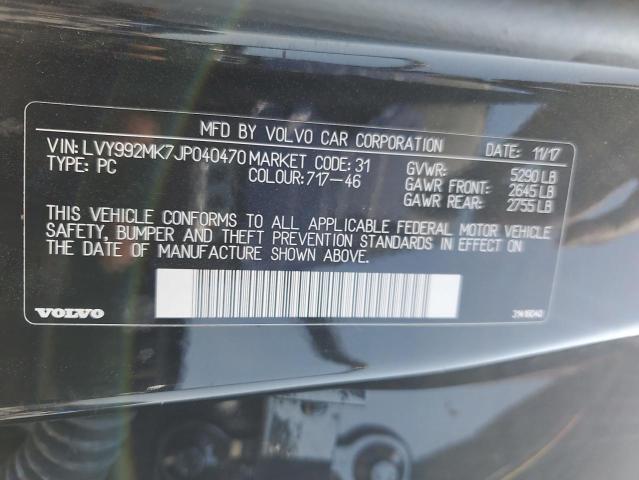 MFD BY VOLVO CAR CORPORATION DATE: 11/17
VIN: LVY992MK7JP040470 MARKET CODE: 31 GVWR: 5290 LB
TYPE: PC COLOUR: 717-46 GAWR FRONT: 2645 LB
GAWR REAR: 2755 LB
THIS VEHICLE CONFORMS TO ALL APPLICABLE FEDERAL MOTOR VEHICLE
SAFETY, BUMPER AND THEFT PREVENTION STANDARDS IN EFFECT ON
THE DATE OF MANUFACTURE SHOWN ABOVE.
VOLVO